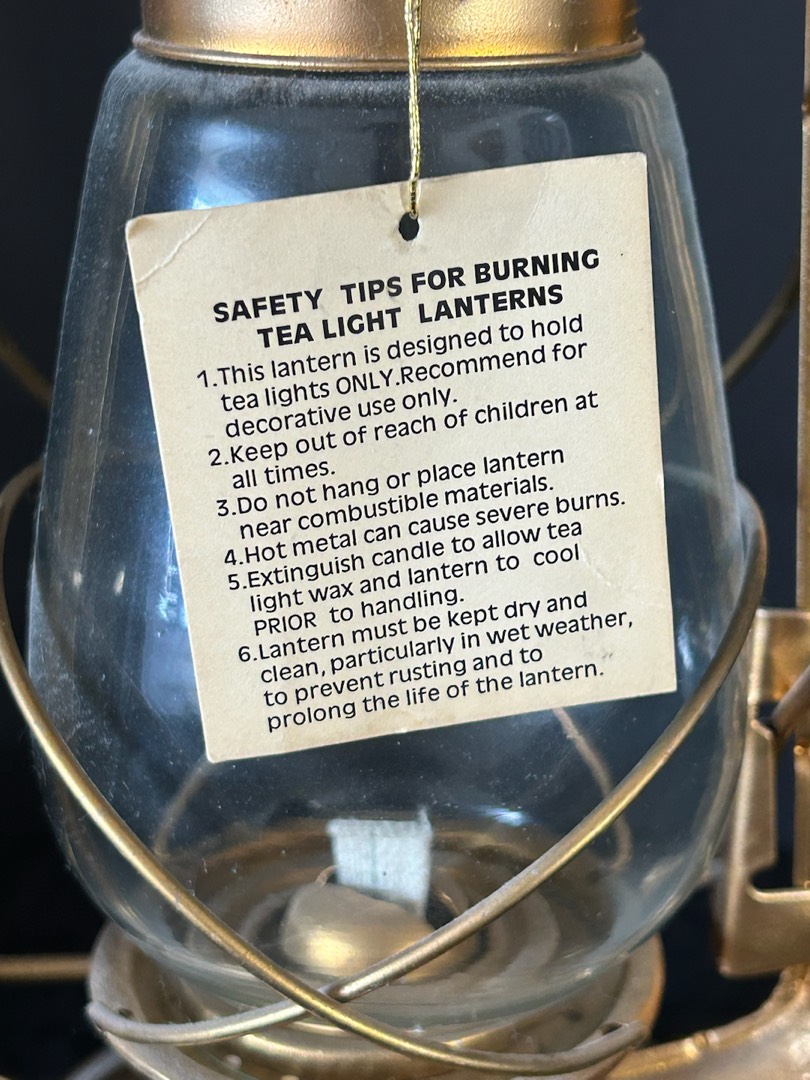 SAFETY TIPS FOR BURNING
TEA LIGHT LANTERNS
1.This lantern is designed to hold
tea lights ONLY.Recommend for
decorative use only.
2.Keep out of reach of children at
all times.
3.Do not hang or place lantern
near combustible materials.
4.Hot metal can cause severe burns.
5.Extinguish candle to allow tea
light wax and lantern to cool
PRIOR to handling.
6.Lantern must be kept dry and
clean, particularly in wet weather,
to prevent rusting and to
prolong the life of the lantern.